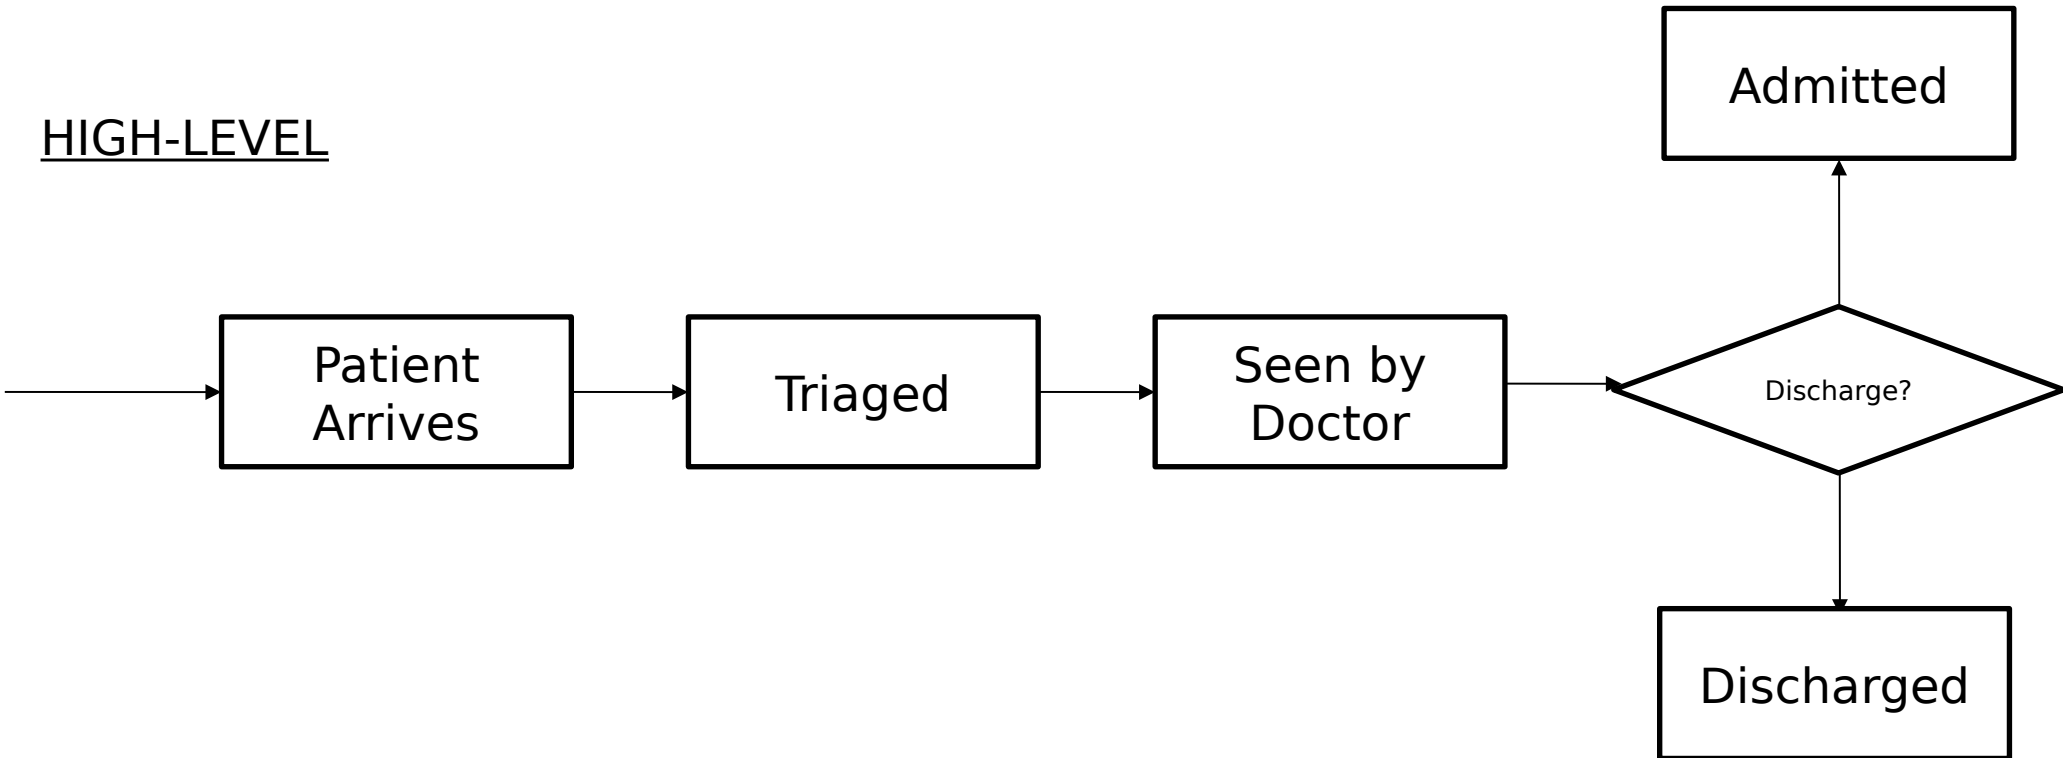 HIGH-LEVEL
Admitted
Patient
Arrives
Triaged
Seen by
Doctor
Discharge?
Discharged